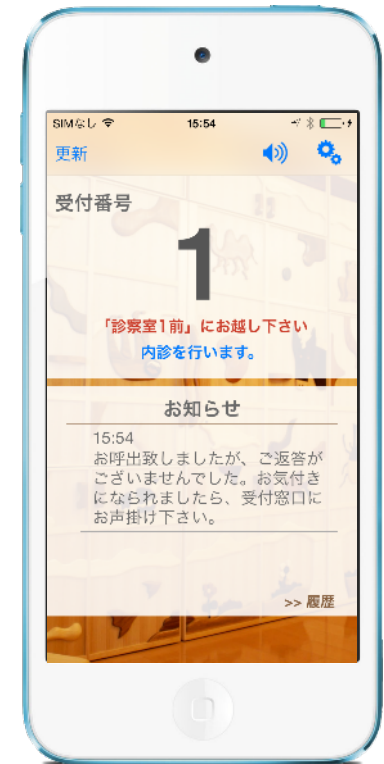 SIMなし 15:54
更新
受付番号
1
「診察室1前」にお越し下さい
内診を行います。
お知らせ
15:54
お呼出致しましたが、ご返答が
ございませんでした。お気付き
になられましたら、受付窓口に
お声掛け下さい。
>> 履歴